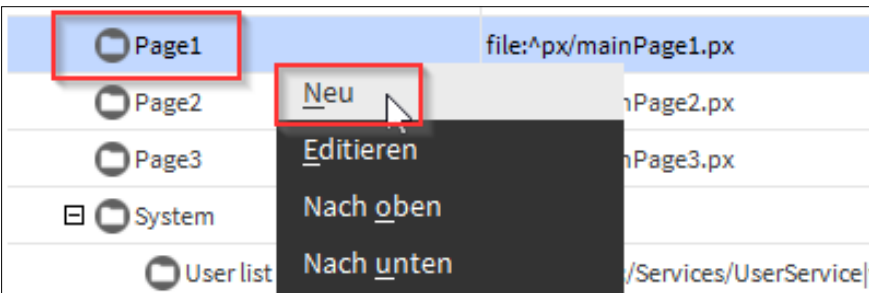 Page1 file:^px/mainPage1.px
Neu
Page2 nPage2.px
Editieren
Page3 nPage3.px
Nach oben
System
Nach unten
User list /Services/UserService|